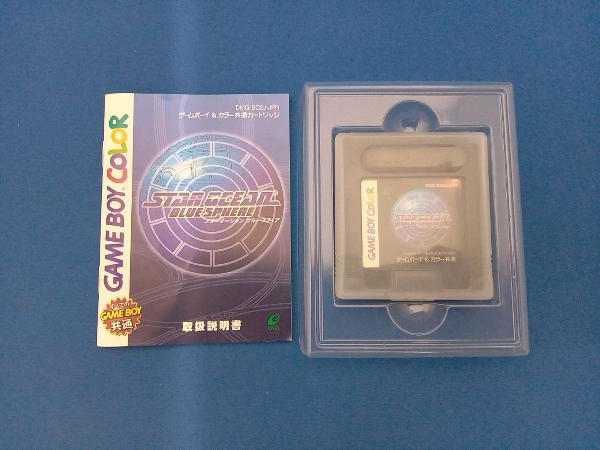 DMG-BO2J-JPN
ゲームボーイ & カラー共通カートリッジ
GAME BOY COLOR
STAR OCEAN
BLUE SPHERE
スターオーシャン ブルースフィア
GAME BOY
共通
取扱説明書
ENIX
GAME BOY COLOR
STAR OCEAN
BLUE SPHERE
ゲームボーイ & カラー共通